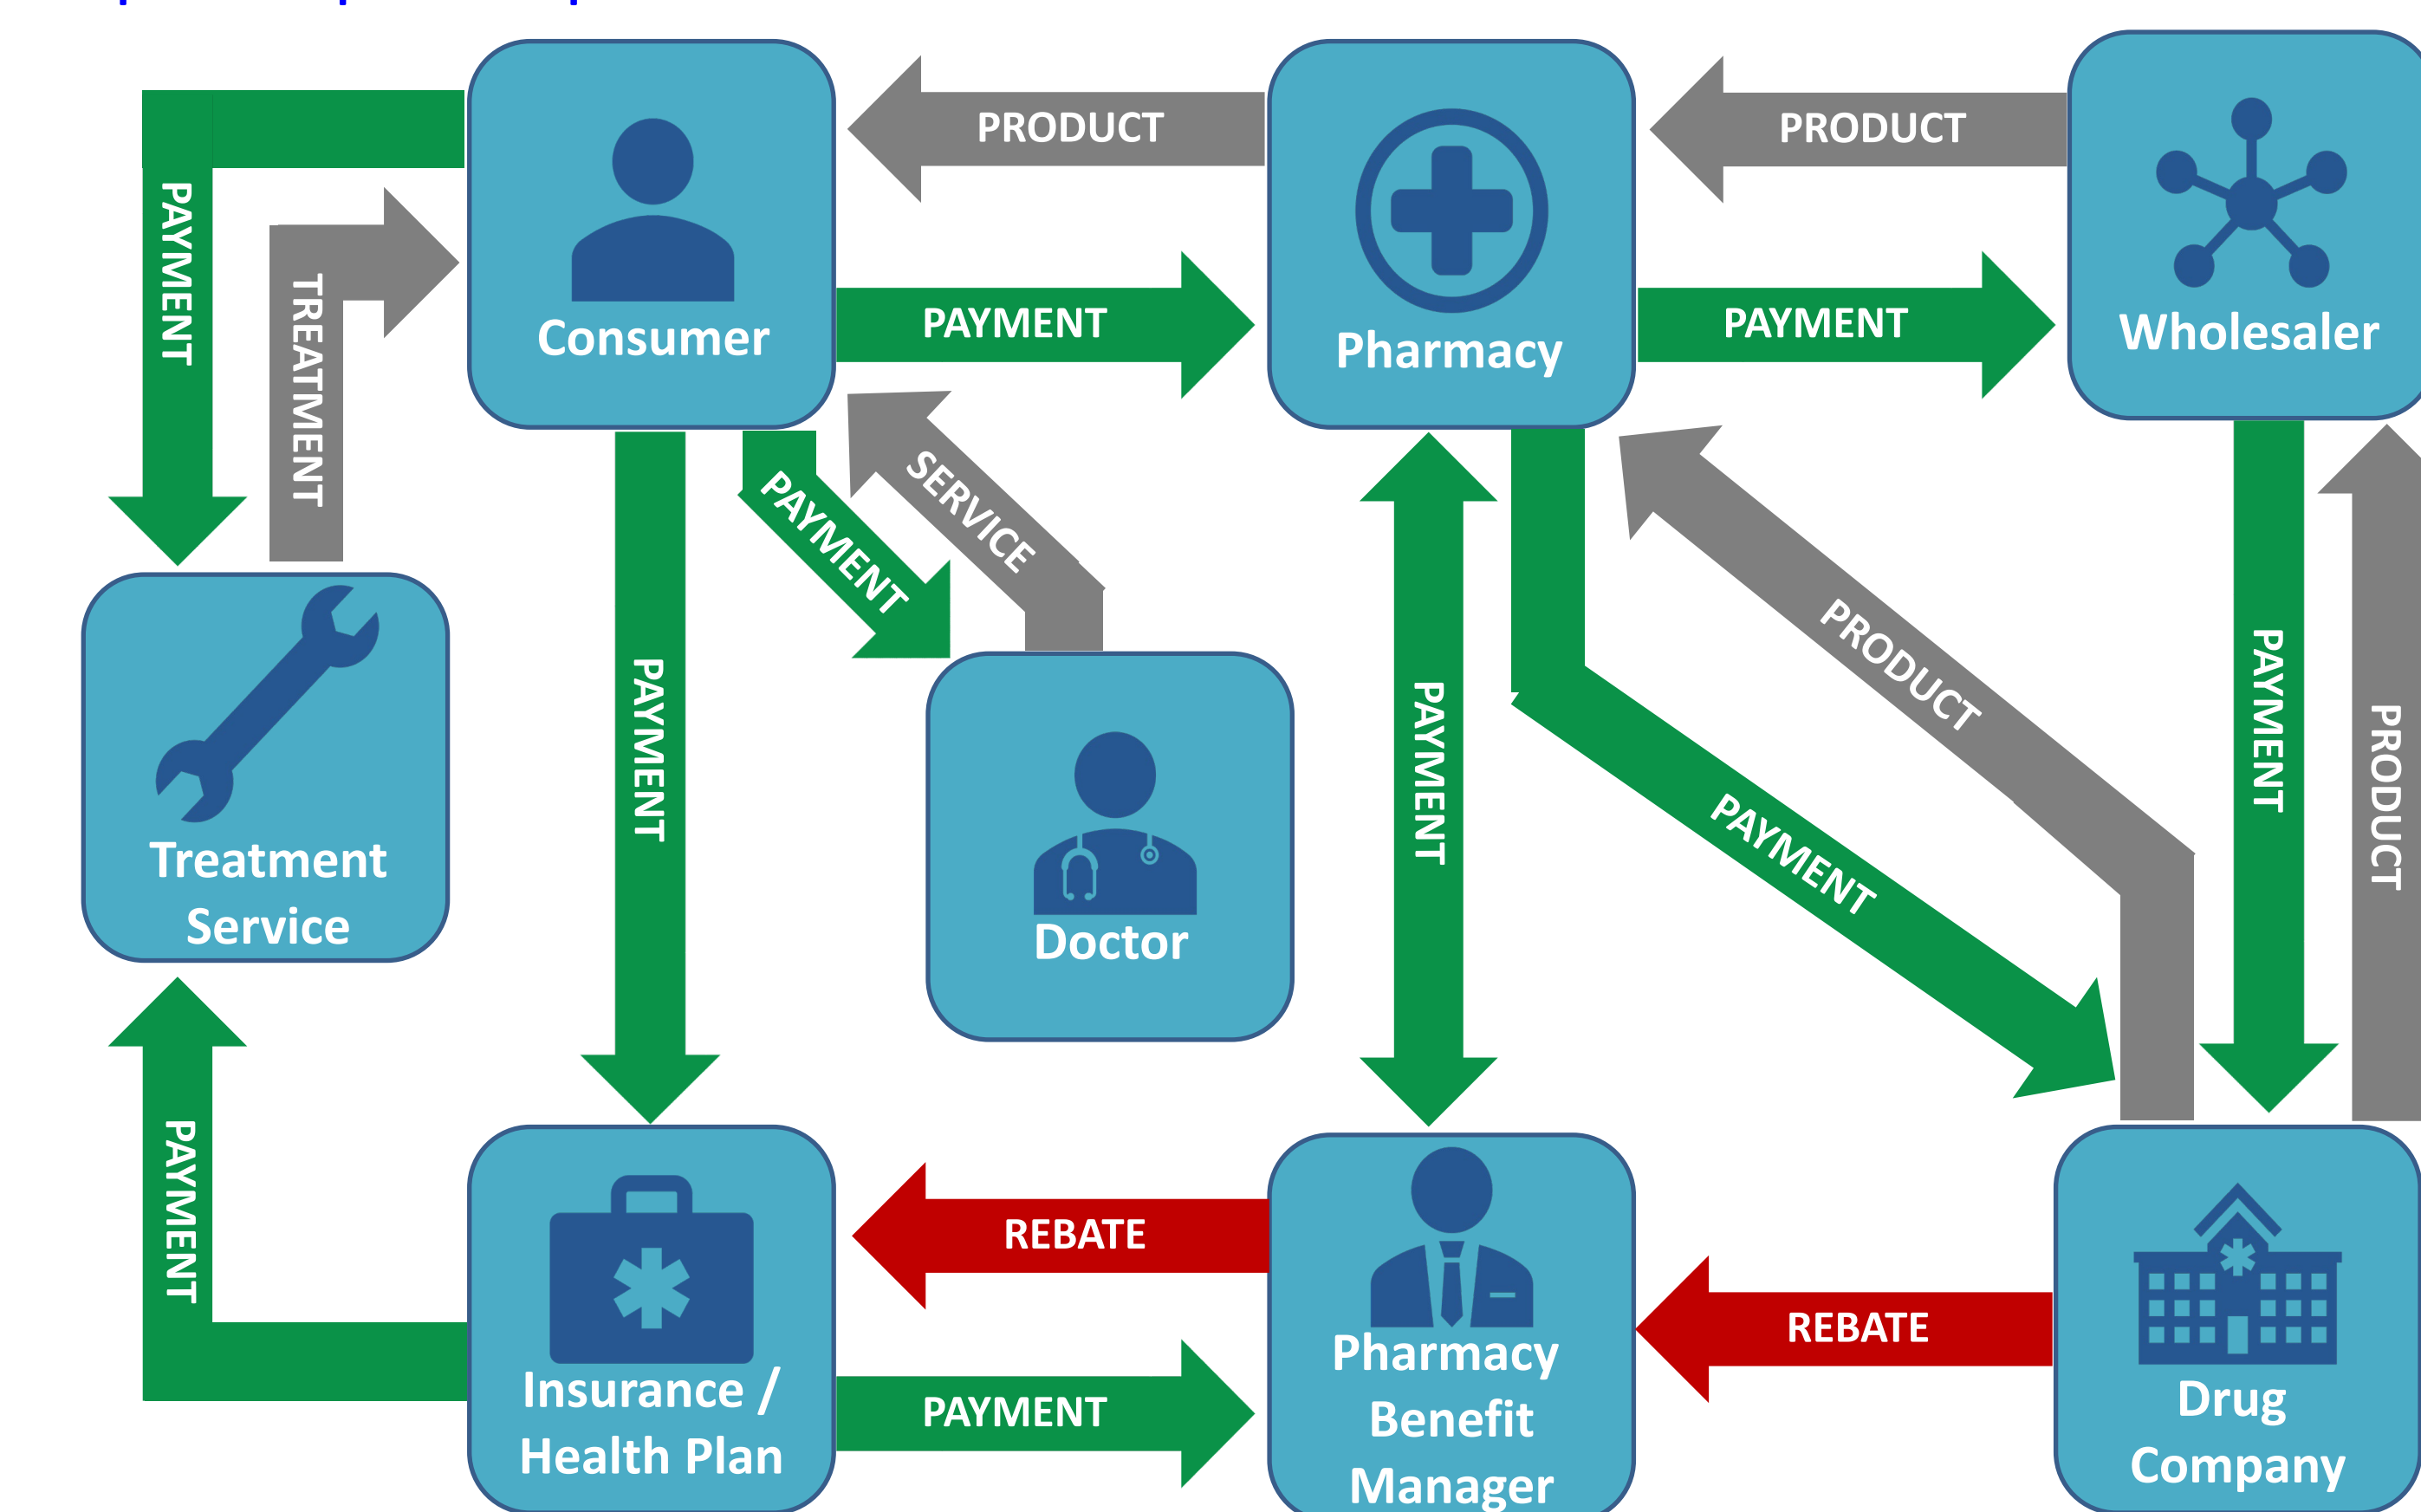 PRODUCT
PRODUCT
PAYMENT
TREATMENT
Consumer
PAYMENT
Pharmacy
PAYMENT
Wholesaler
PAYMENT
SERVICE
PAYMENT
PAYMENT
PRODUCT
PAYMENT
PAYMENT
PRODUCT
Treatment
Service
Doctor
PAYMENT
REBATE
REBATE
Insurance /
Health Plan
PAYMENT
Pharmacy
Benefit
Manager
Drug
Company